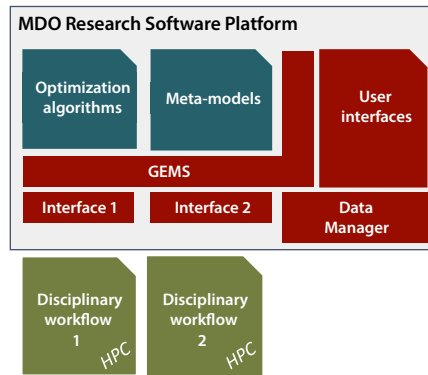 MDO Research Software Platform
Optimization
algorithms
Meta-models
User
interfaces
GEMS
Interface 1
Interface 2
Data
Manager
Disciplinary
workflow
1
HPC
Disciplinary
workflow
2
HPC